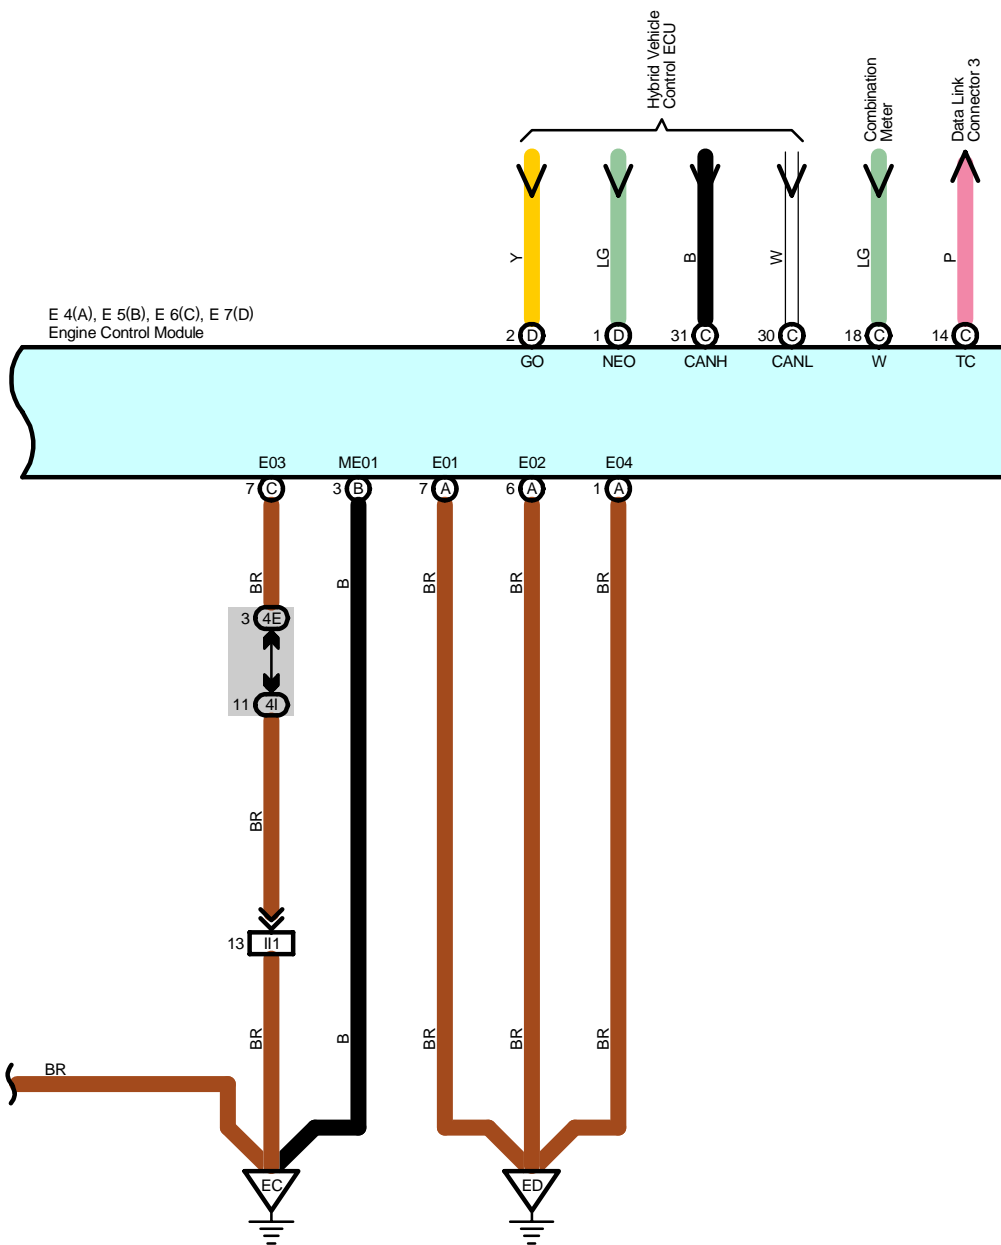 Hybrid Vehicle
Control ECU
Combination
Meter
Data Link
Connector 3
Y
LG
B
W
LG
P
E 4(A), E 5(B), E 6(C), E 7(D)
Engine Control Module
2 D
1 D
31 C
30 C
18 C
14 C
GO
NEO
CANH
CANL
W
TC
E03
ME01
E01
E02
E04
7 C
3 B
7 A
6 A
1 A
BR
B
BR
BR
BR
3 4E
11 4I
BR
13 II1
BR
B
BR
BR
BR
BR
EC
ED